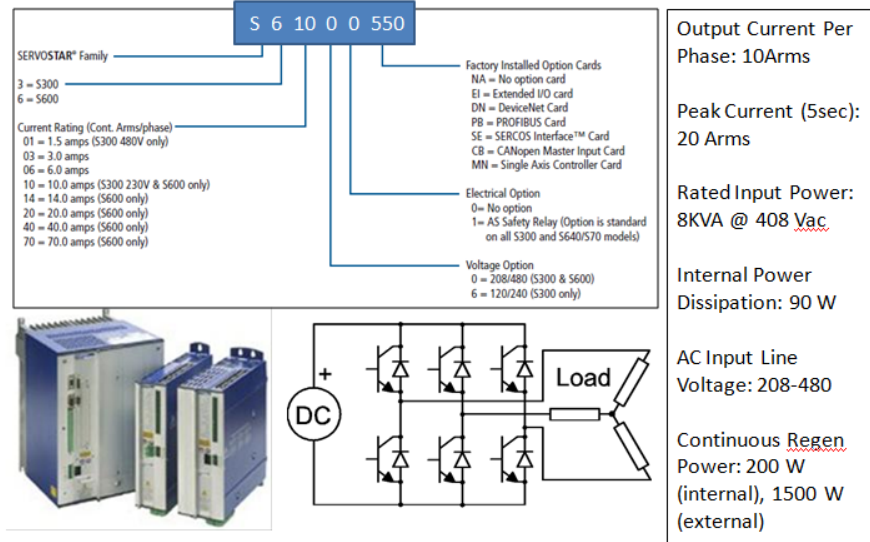 S 6 10 0 0 550
SERVOSTAR® Family
3 = S300
6 = S600
Current Rating (Cont. Arms/phase)
01 = 1.5 amps (S300 480V only)
03 = 3.0 amps
06 = 6.0 amps
10 = 10.0 amps (S300 230V & S600 only)
14 = 14.0 amps (S600 only)
20 = 20.0 amps (S600 only)
40 = 40.0 amps (S600 only)
70 = 70.0 amps (S600 only)
Factory Installed Option Cards
NA = No option card
EI = Extended I/O card
DN = DeviceNet Card
PB = PROFIBUS Card
SE = SERCOS Interface™ Card
CB = CANopen Master Input Card
MN = Single Axis Controller Card
Electrical Option
0= No option
1= AS Safety Relay (Option is standard
on all S300 and S640/S70 models)
Voltage Option
0 = 208/480 (S300 & S600)
6 = 120/240 (S300 only)
Output Current Per
Phase: 10Arms
Peak Current (5sec):
20 Arms
Rated Input Power:
8KVA @ 408 Vac
Internal Power
Dissipation: 90 W
AC Input Line
Voltage: 208-480
Continuous Regen
Power: 200 W
(internal), 1500 W
(external)
+
DC
Load